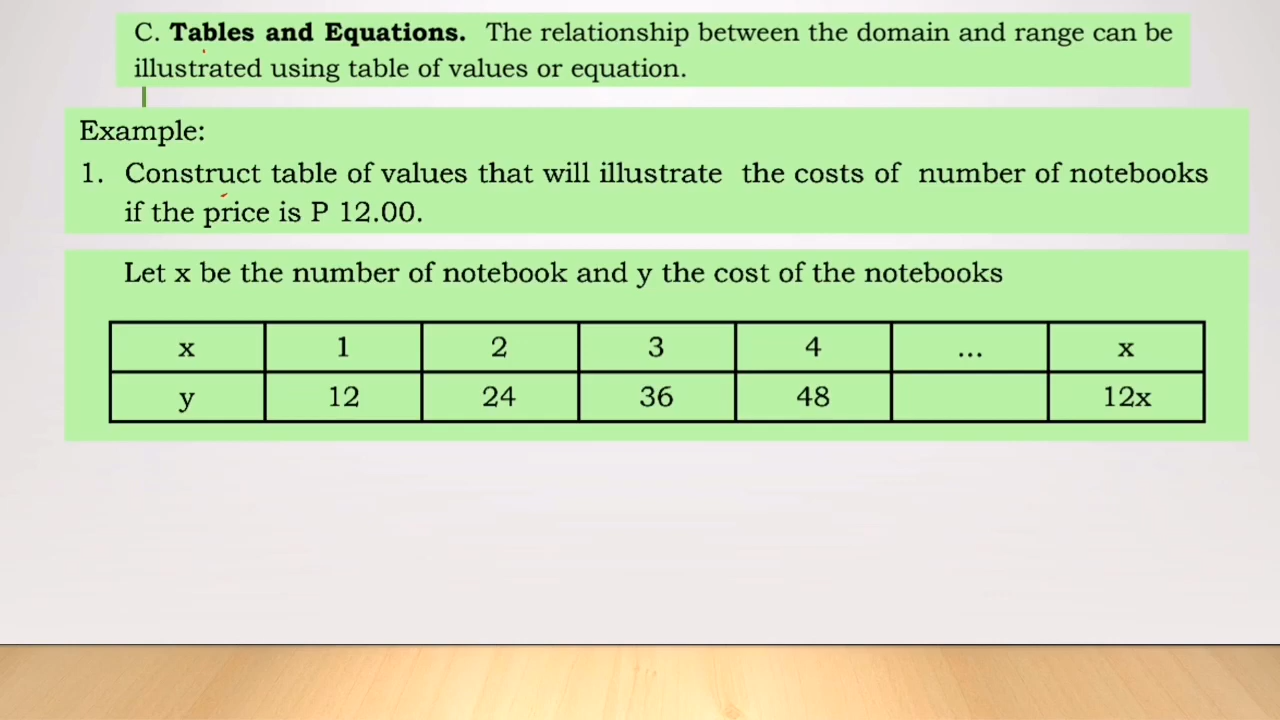 C. Tables and Equations. The relationship between the domain and range can be
illustrated using table of values or equation.
Example:
1. Construct table of values that will illustrate the costs of number of notebooks
if the price is P 12.00.
Let x be the number of notebook and y the cost of the notebooks
x 1 2 3 4 ... x
y 12 24 36 48 12x